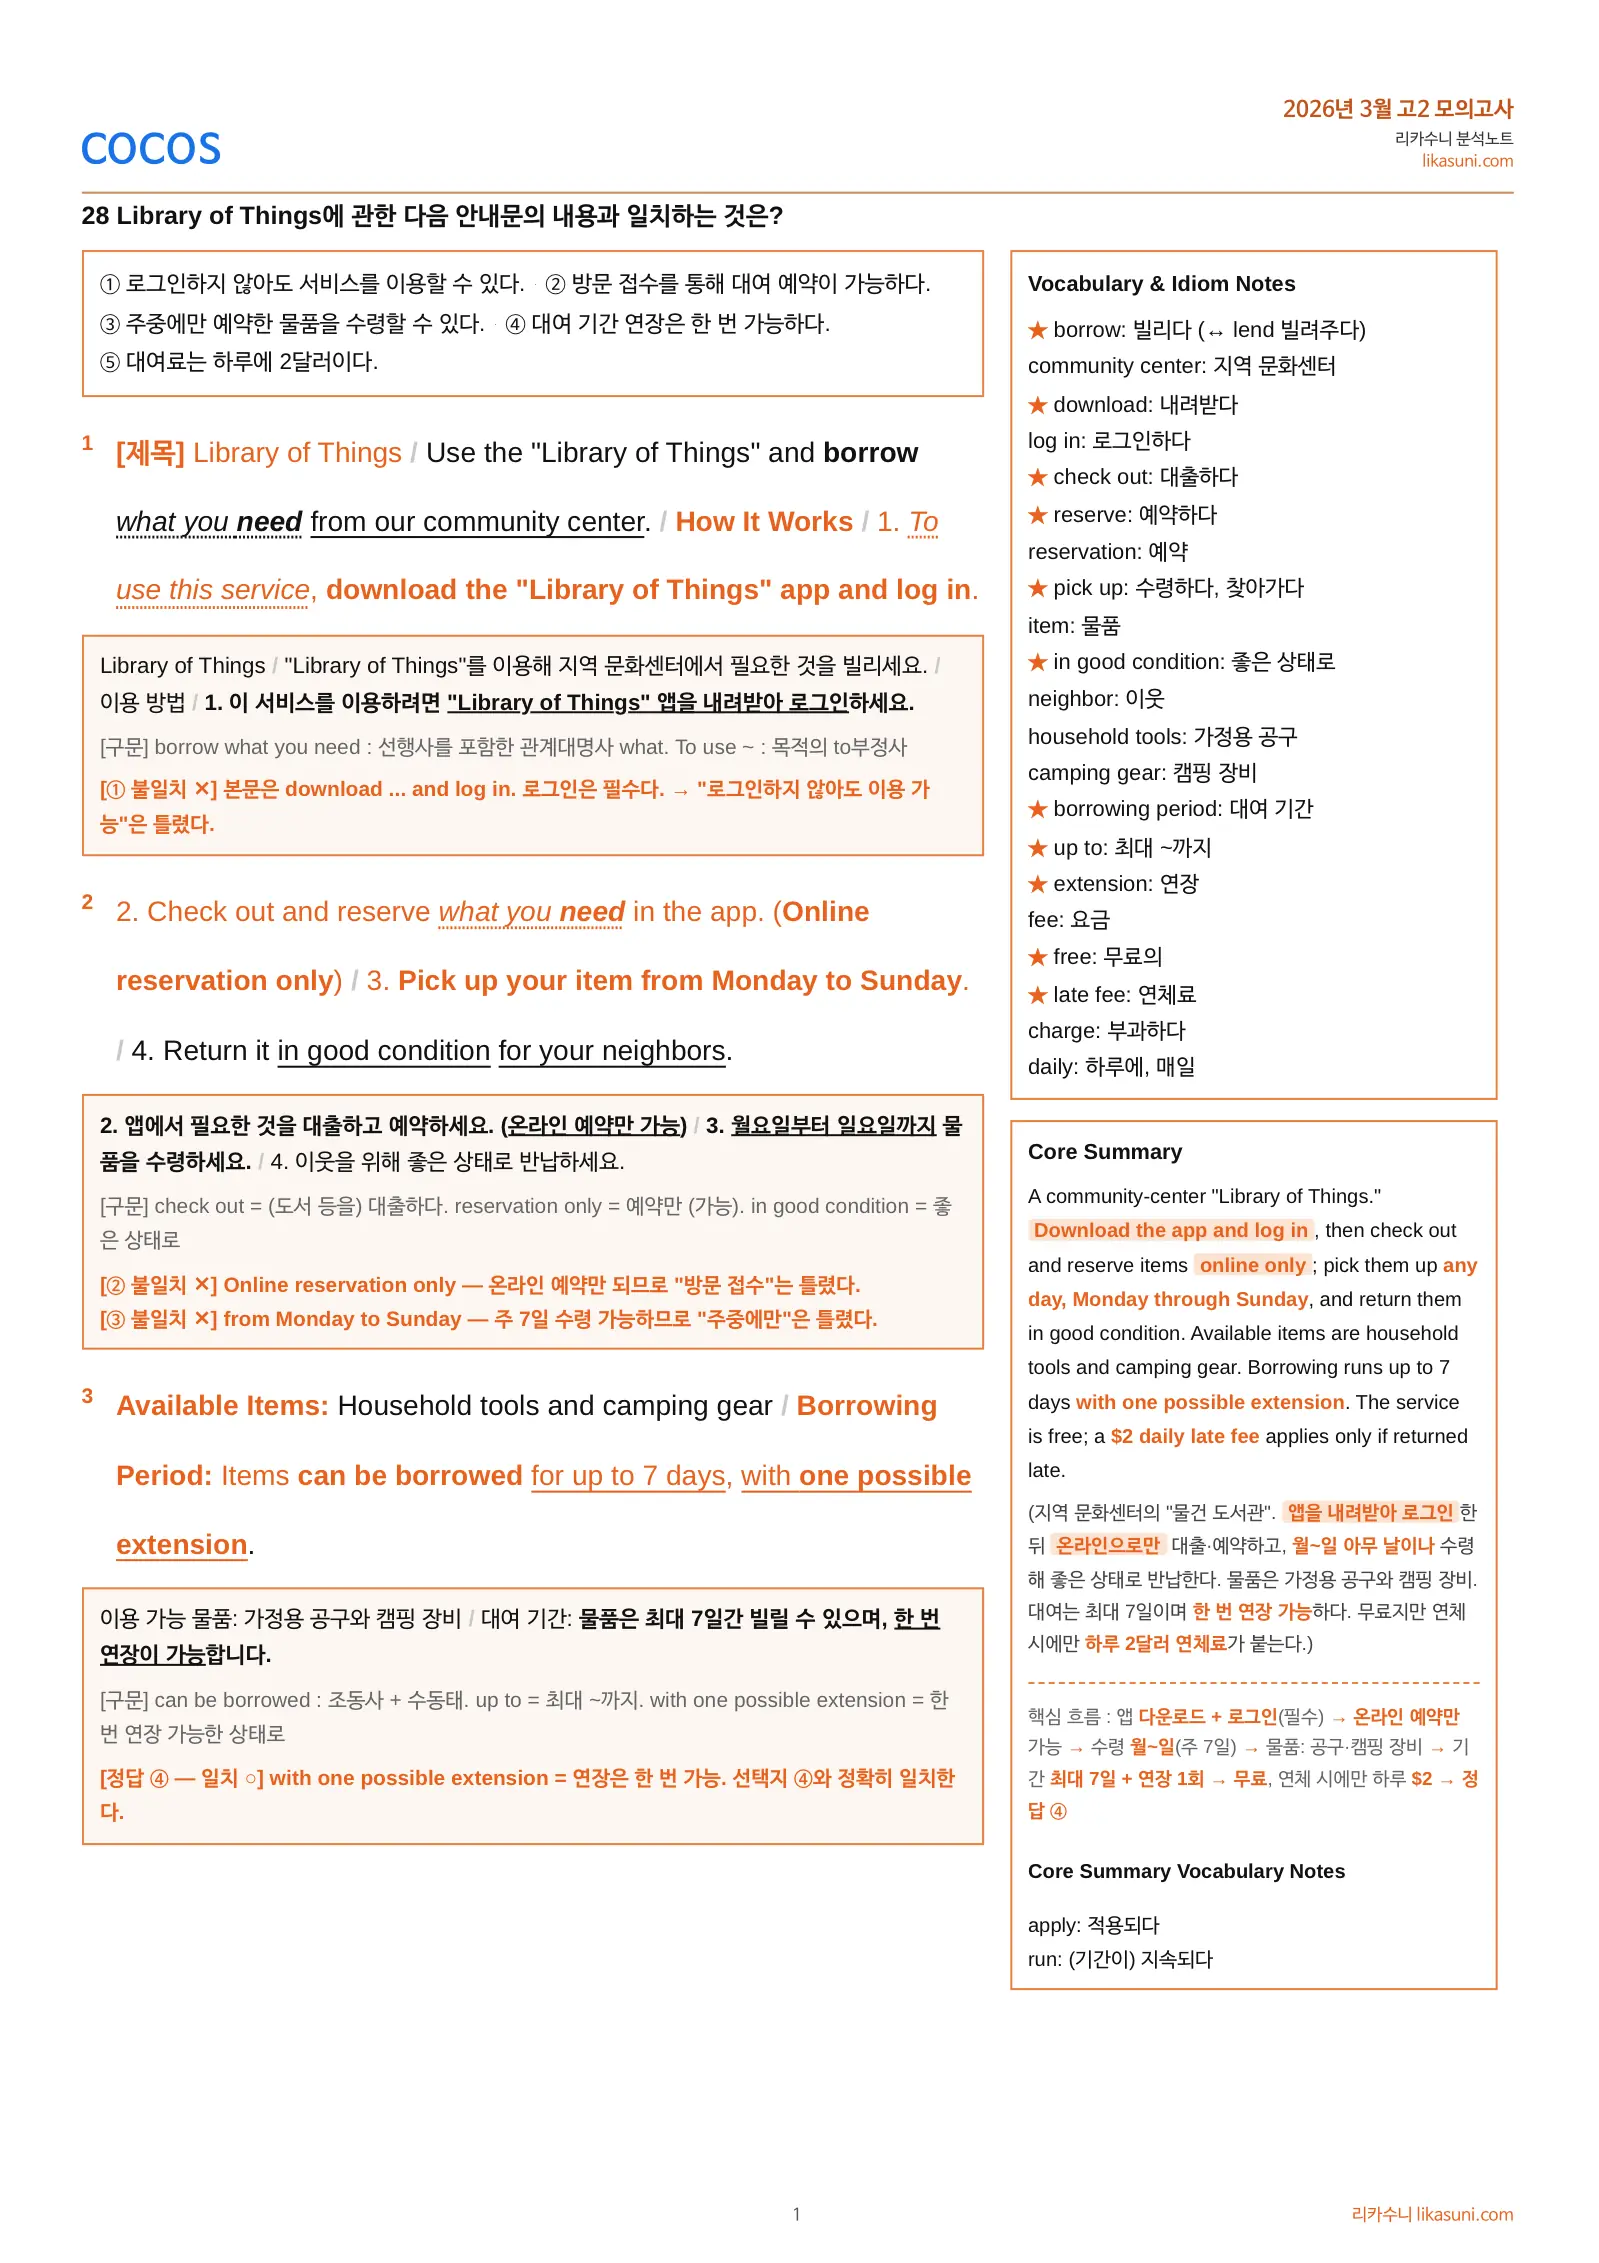 cocos
2026년 3월 고2 모의고사
리카수니 분석노트
likasuni.com
28 Library of Things에 관한 다음 안내문의 내용과 일치하는 것은?
① 로그인하지 않아도 서비스를 이용할 수 있다. · ② 방문 접수를 통해 대여 예약이 가능하다.
③ 주중에만 예약한 물품을 수령할 수 있다. · ④ 대여 기간 연장은 한 번 가능하다.
⑤ 대여료는 하루에 2달러이다.
1 [제목] Library of Things / Use the "Library of Things" and borrow
what you need from our community center. / How It Works / 1. To
use this service, download the "Library of Things" app and log in.
Library of Things / "Library of Things"를 이용해 지역 문화센터에서 필요한 것을 빌리세요. /
이용 방법 / 1. 이 서비스를 이용하려면 "Library of Things" 앱을 내려받아 로그인하세요.
[구문] borrow what you need : 선행사를 포함한 관계대명사 what. To use ~ : 목적의 to부정사
[① 불일치 ✕] 본문은 download ... and log in. 로그인은 필수다. → "로그인하지 않아도 이용 가
능"은 틀렸다.
2 2. Check out and reserve what you need in the app. (Online
reservation only) / 3. Pick up your item from Monday to Sunday.
/ 4. Return it in good condition for your neighbors.
2. 앱에서 필요한 것을 대출하고 예약하세요. (온라인 예약만 가능) / 3. 월요일부터 일요일까지 물
품을 수령하세요. / 4. 이웃을 위해 좋은 상태로 반납하세요.
[구문] check out = (도서 등을) 대출하다. reservation only = 예약만 (가능). in good condition = 좋
은 상태로
[② 불일치 ✕] Online reservation only — 온라인 예약만 되므로 "방문 접수"는 틀렸다.
[③ 불일치 ✕] from Monday to Sunday — 주 7일 수령 가능하므로 "주중에만"은 틀렸다.
3 Available Items: Household tools and camping gear / Borrowing
Period: Items can be borrowed for up to 7 days, with one possible
extension.
이용 가능 물품: 가정용 공구와 캠핑 장비 / 대여 기간: 물품은 최대 7일간 빌릴 수 있으며, 한 번
연장이 가능합니다.
[구문] can be borrowed : 조동사 + 수동태. up to = 최대 ~까지. with one possible extension = 한
번 연장 가능한 상태로
[정답 ④ — 일치 ○] with one possible extension = 연장은 한 번 가능. 선택지 ④와 정확히 일치한
다.
Vocabulary & Idiom Notes
★ borrow: 빌리다 (↔ lend 빌려주다)
community center: 지역 문화센터
★ download: 내려받다
log in: 로그인하다
★ check out: 대출하다
★ reserve: 예약하다
reservation: 예약
★ pick up: 수령하다, 찾아가다
item: 물품
★ in good condition: 좋은 상태로
neighbor: 이웃
household tools: 가정용 공구
camping gear: 캠핑 장비
★ borrowing period: 대여 기간
★ up to: 최대 ~까지
★ extension: 연장
fee: 요금
★ free: 무료의
★ late fee: 연체료
charge: 부과하다
daily: 하루에, 매일
Core Summary
A community-center "Library of Things."
Download the app and log in, then check out
and reserve items online only; pick them up any
day, Monday through Sunday, and return them
in good condition. Available items are household
tools and camping gear. Borrowing runs up to 7
days with one possible extension. The service
is free; a $2 daily late fee applies only if returned
late.
(지역 문화센터의 "물건 도서관". 앱을 내려받아 로그인 한
뒤 온라인으로만 대출·예약하고, 월~일 아무 날이나 수령
해 좋은 상태로 반납한다. 물품은 가정용 공구와 캠핑 장비.
대여는 최대 7일이며 한 번 연장 가능하다. 무료지만 연체
시에만 하루 2달러 연체료가 붙는다.)
핵심 흐름 : 앱 다운로드 + 로그인(필수) → 온라인 예약만
가능 → 수령 월~일(주 7일) → 물품: 공구·캠핑 장비 → 기
간 최대 7일 + 연장 1회 → 무료, 연체 시에만 하루 $2 → 정
답 ④
Core Summary Vocabulary Notes
apply: 적용되다
run: (기간이) 지속되다
1
리카수니 likasuni.com